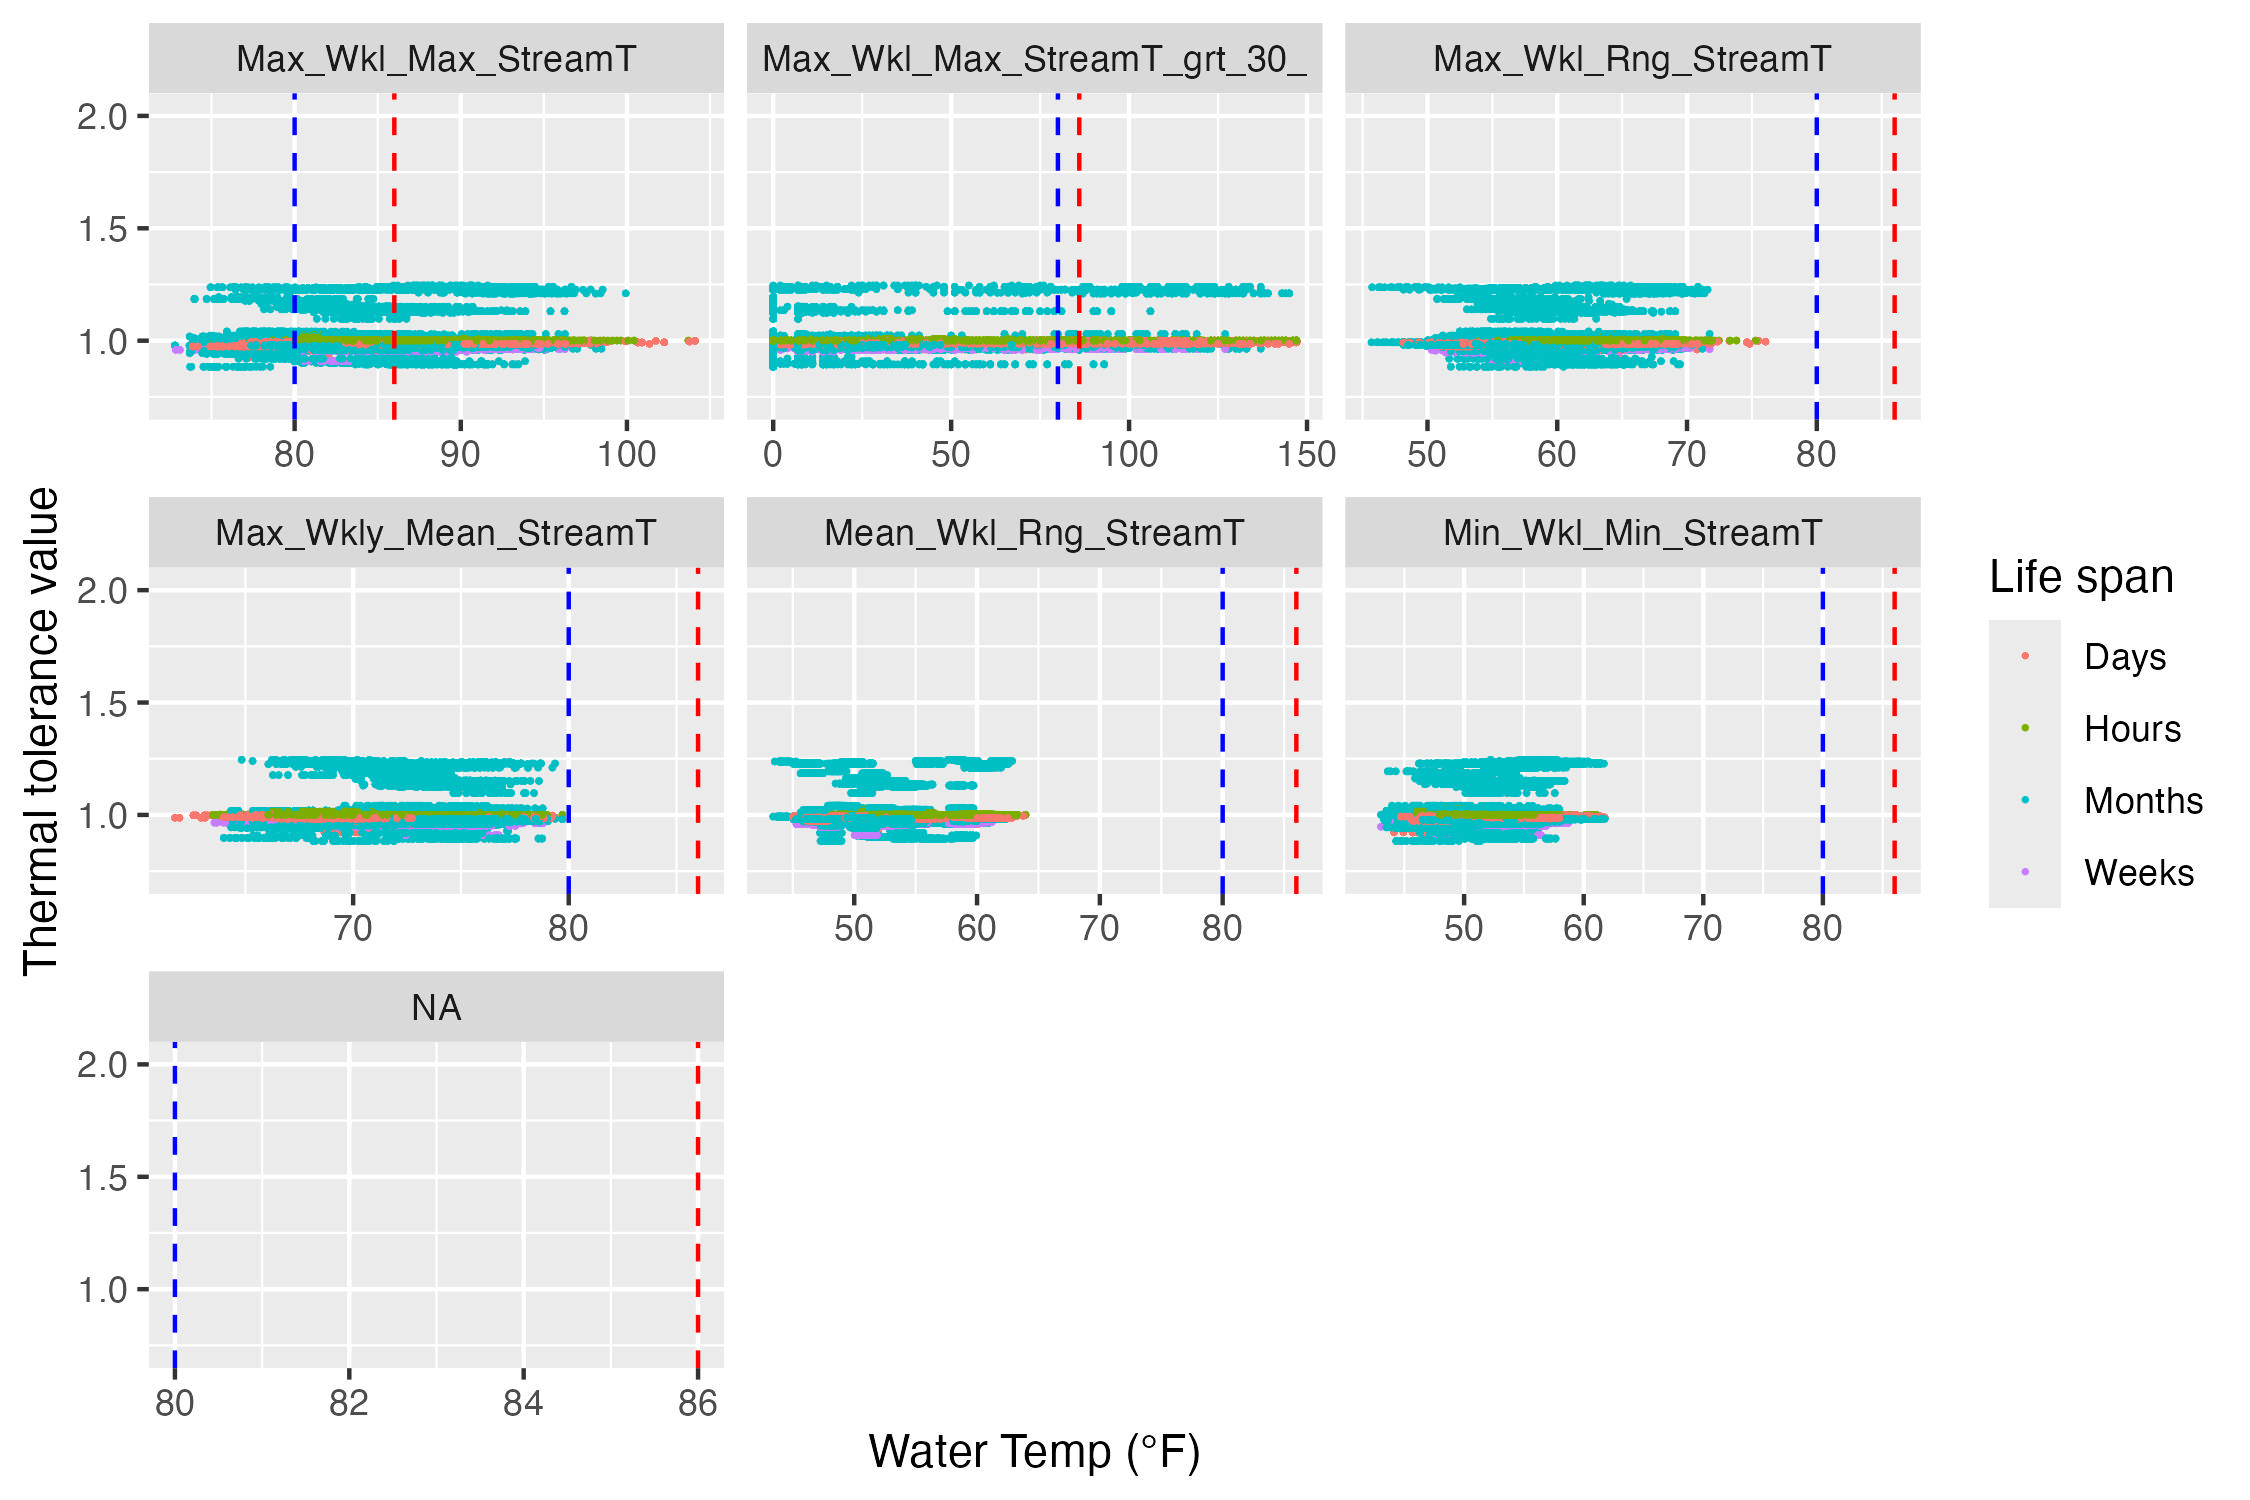 Max_Wkl_Max_StreamT
Max_Wkl_Max_StreamT_grt_30_
Max_Wkl_Rng_StreamT
2.0
1.5
1.0
80 90 100
0 50 100 150
50 60 70 80
Max_Wkly_Mean_StreamT
Mean_Wkl_Rng_StreamT
Min_Wkl_Min_StreamT
2.0
1.5
1.0
70 80
50 60 70 80
50 60 70 80
NA
2.0
1.5
1.0
80 82 84 86
Thermal tolerance value
Water Temp (°F)
Life span
Days
Hours
Months
Weeks